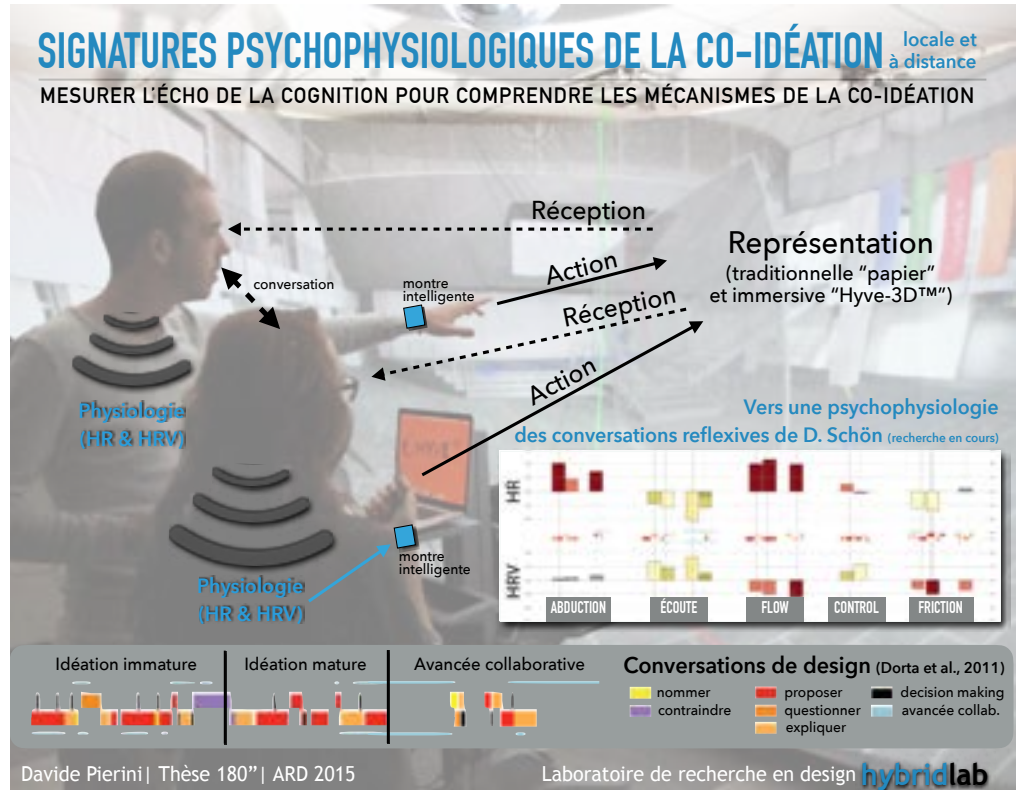 SIGNATURES PSYCHOPHYSIOLOGIQUES DE LA CO-IDÉATION locale et à distance
MESURER L'ÉCHO DE LA COGNITION POUR COMPRENDRE LES MÉCANISMES DE LA CO-IDÉATION
Réception
Représentation
(traditionnelle "papier"
et immersive "Hyve-3D™")
Action
conversation
montre
intelligente
Réception
Action
Physiologie
(HR & HRV)
Vers une psychophysiologie
des conversations reflexives de D. Schön (recherche en cours)
HR
HRV
ABDUCTION ÉCOUTE FLOW CONTROL FRICTION
montre
intelligente
Physiologie
(HR & HRV)
Idéation immature Idéation mature Avancée collaborative
Conversations de design (Dorta et al., 2011)
nommer proposer decision making
contraindre questionner avancée collab.
expliquer
Davide Pierini| Thèse 180"| ARD 2015
Laboratoire de recherche en design hybridlab